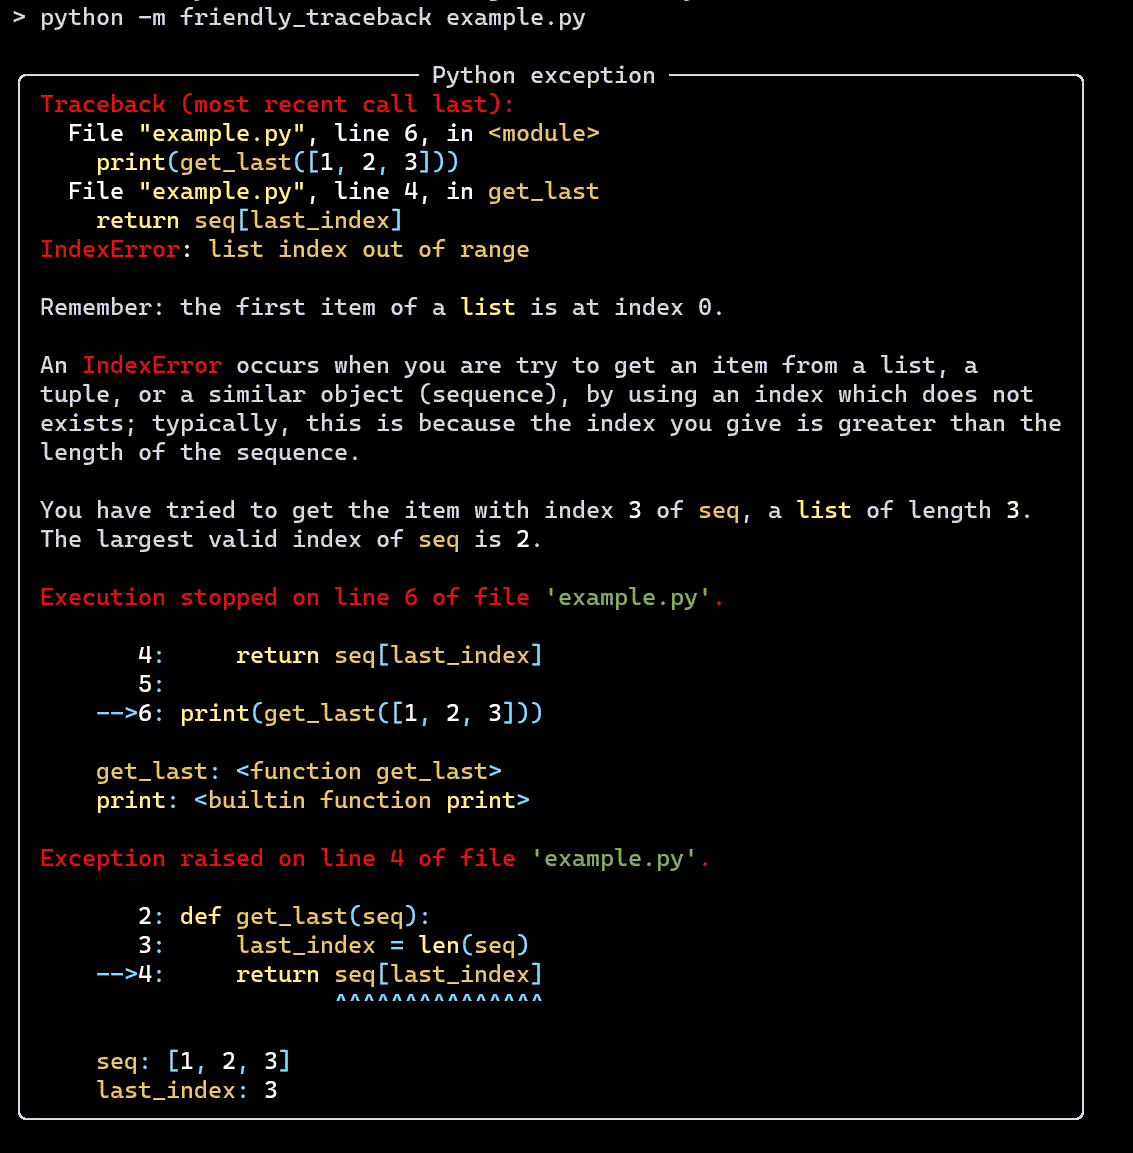 > python -m friendly_traceback example.py
Python exception
Traceback (most recent call last):
  File "example.py", line 6, in <module>
    print(get_last([1, 2, 3]))
  File "example.py", line 4, in get_last
    return seq[last_index]
IndexError: list index out of range
Remember: the first item of a list is at index 0.
An IndexError occurs when you are try to get an item from a list, a
tuple, or a similar object (sequence), by using an index which does not
exists; typically, this is because the index you give is greater than the
length of the sequence.
You have tried to get the item with index 3 of seq, a list of length 3.
The largest valid index of seq is 2.
Execution stopped on line 6 of file 'example.py'.
       4:     return seq[last_index]
       5:
    -->6: print(get_last([1, 2, 3]))
    get_last: <function get_last>
    print: <builtin function print>
Exception raised on line 4 of file 'example.py'.
       2: def get_last(seq):
       3:     last_index = len(seq)
    -->4:     return seq[last_index]
                     ^^^^^^^^^^^^^^^
    seq: [1, 2, 3]
    last_index: 3